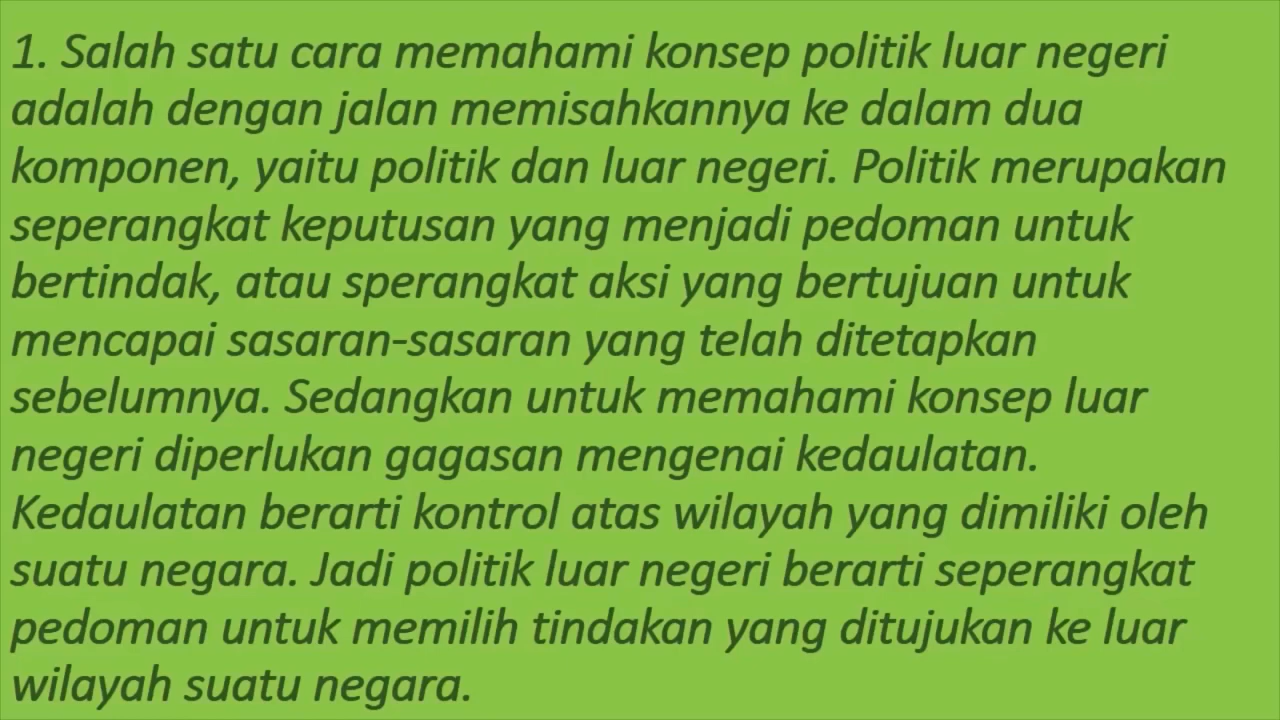 1. Salah satu cara memahami konsep politik luar negeri
adalah dengan jalan memisahkannya ke dalam dua
komponen, yaitu politik dan luar negeri. Politik merupakan
seperangkat keputusan yang menjadi pedoman untuk
bertindak, atau sperangkat aksi yang bertujuan untuk
mencapai sasaran-sasaran yang telah ditetapkan
sebelumnya. Sedangkan untuk memahami konsep luar
negeri diperlukan gagasan mengenai kedaulatan.
Kedaulatan berarti kontrol atas wilayah yang dimiliki oleh
suatu negara. Jadi politik luar negeri berarti seperangkat
pedoman untuk memilih tindakan yang ditujukan ke luar
wilayah suatu negara.